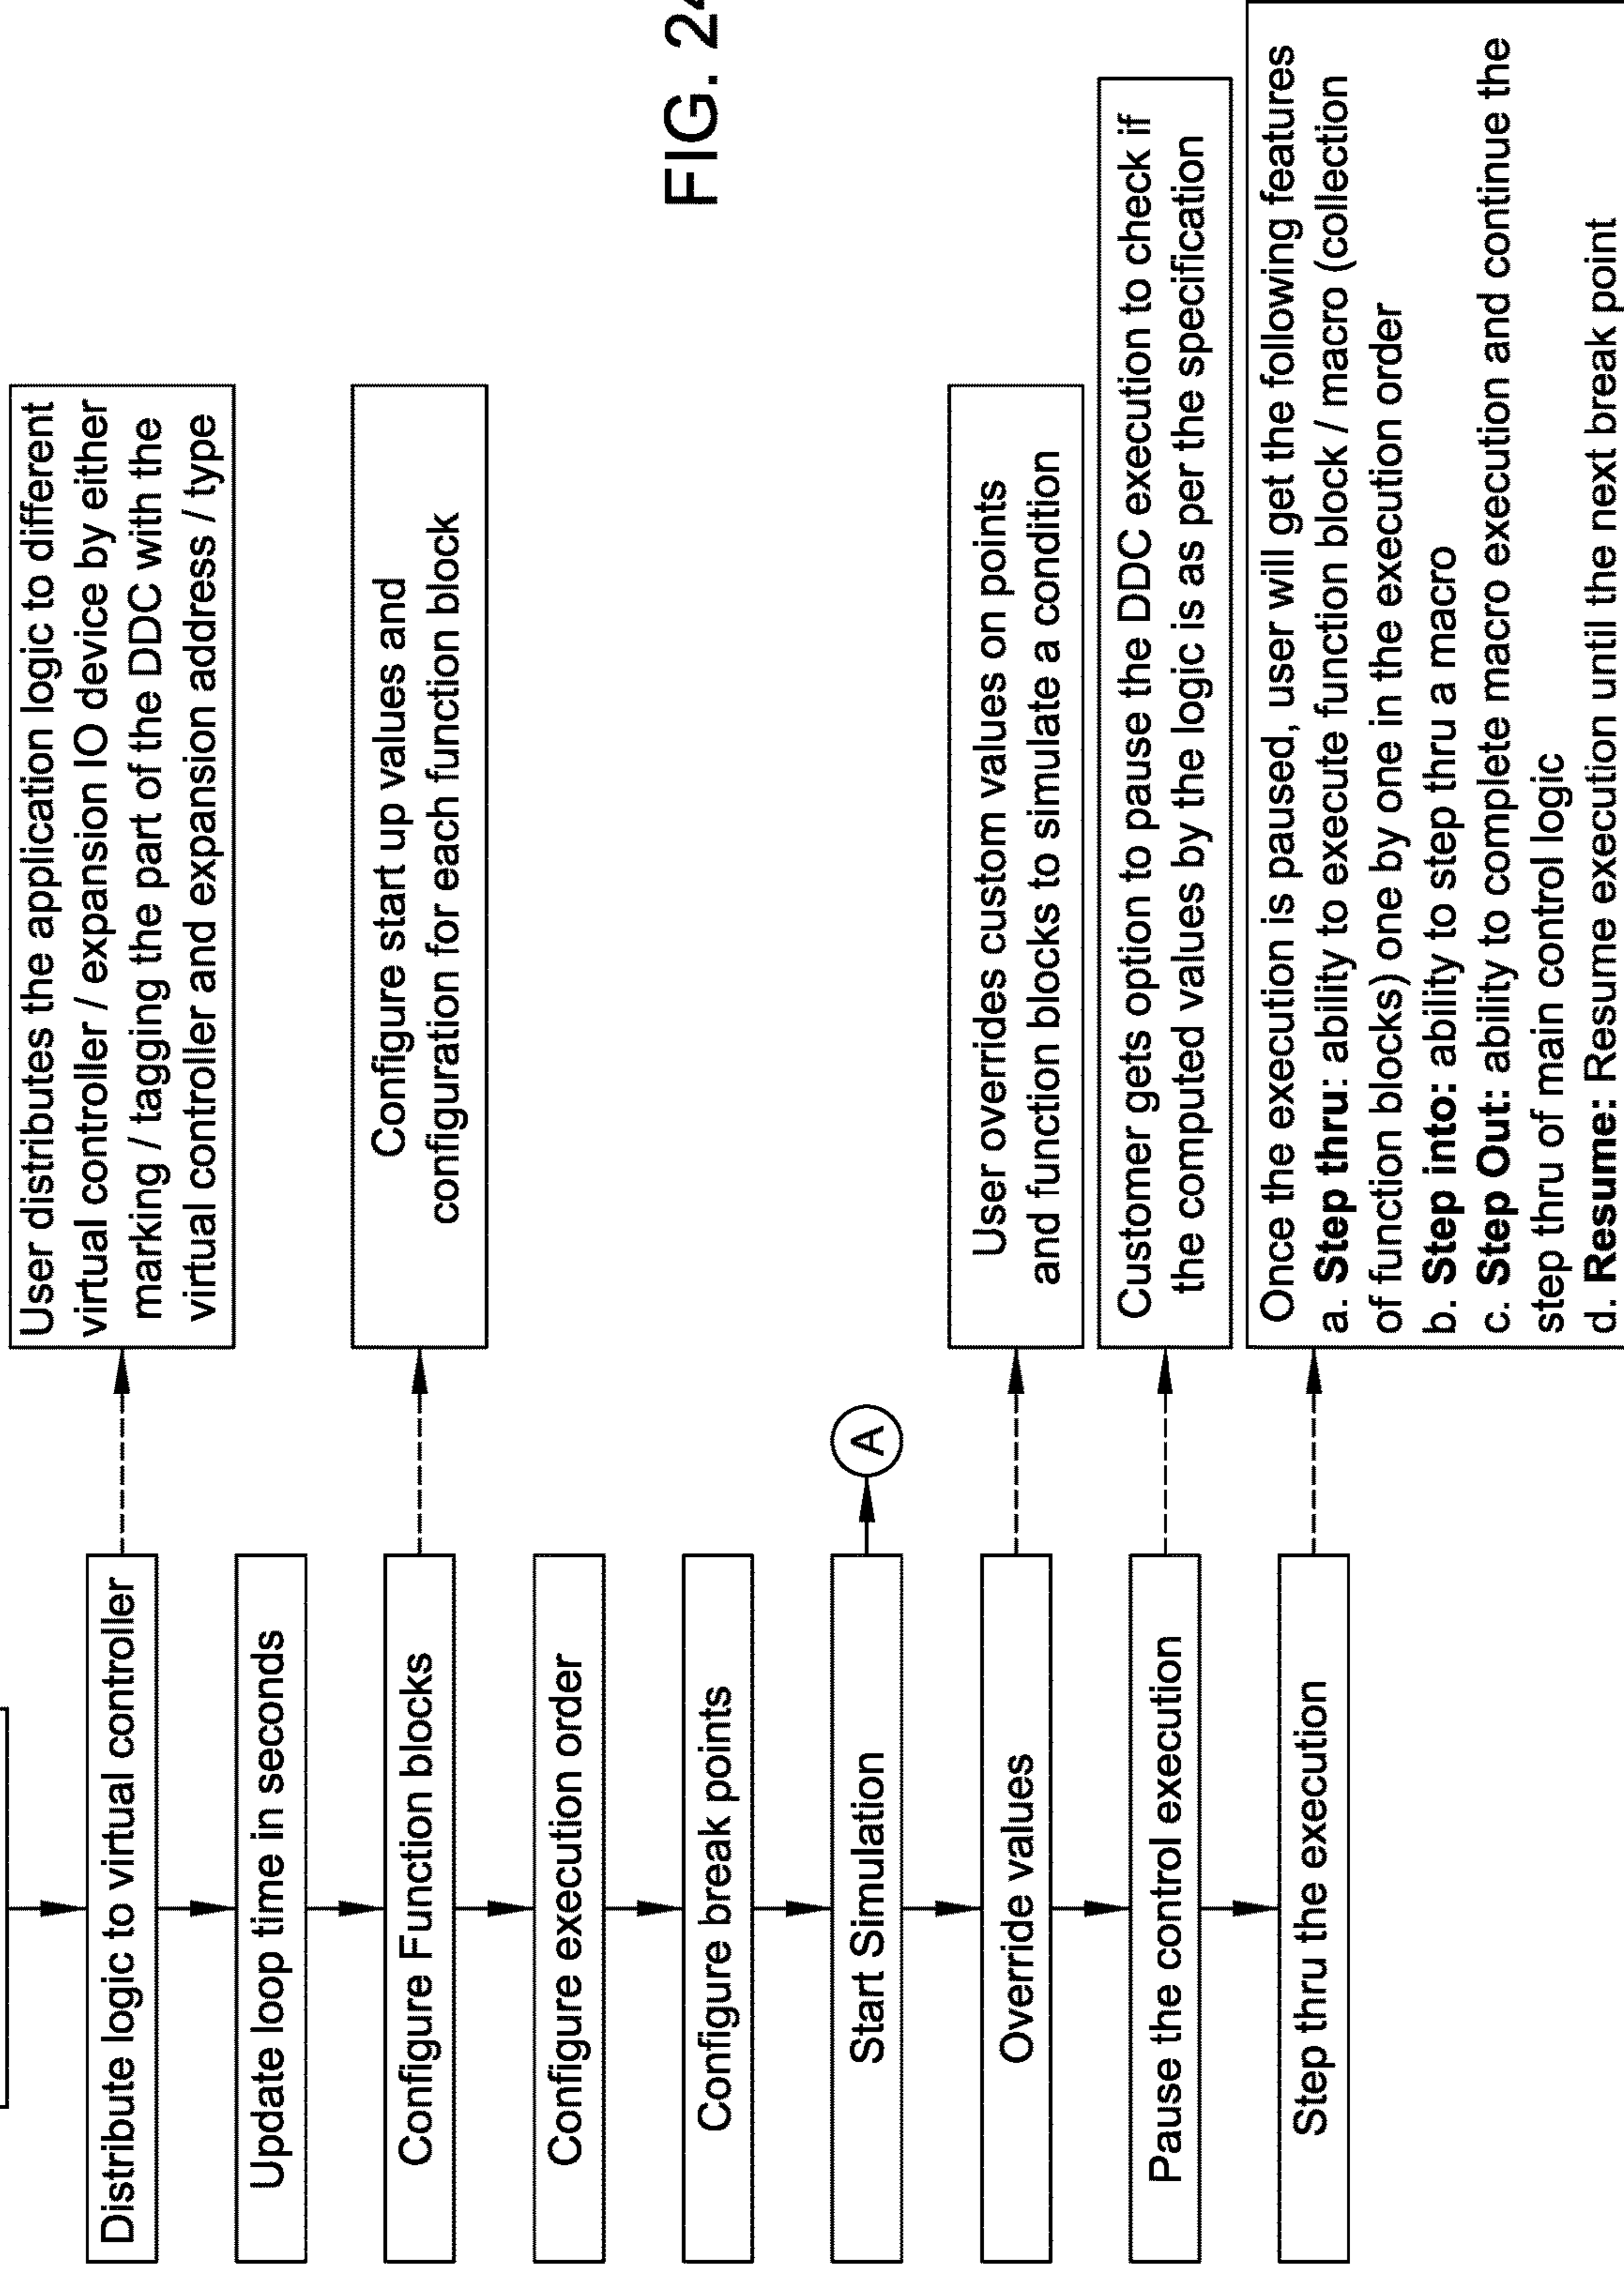 Distribute logic to virtual controller
User distributes the application logic to different
virtual controller / expansion IO device by either
marking / tagging the part of the DDC with the
virtual controller and expansion address / type
Update loop time in seconds
Configure Function blocks
Configure start up values and
configuration for each function block
Configure execution order
Configure break points
FIG. 24
Start Simulation
A
Override values
User overrides custom values on points
and function blocks to simulate a condition
Pause the control execution
Customer gets option to pause the DDC execution to check if
the computed values by the logic is as per the specification
Step thru the execution
Once the execution is paused, user will get the following features
a. Step thru: ability to execute function block / macro (collection
of function blocks) one by one in the execution order
b. Step into: ability to step thru a macro
c. Step Out: ability to complete macro execution and continue the
step thru of main control logic
d. Resume: Resume execution until the next break point